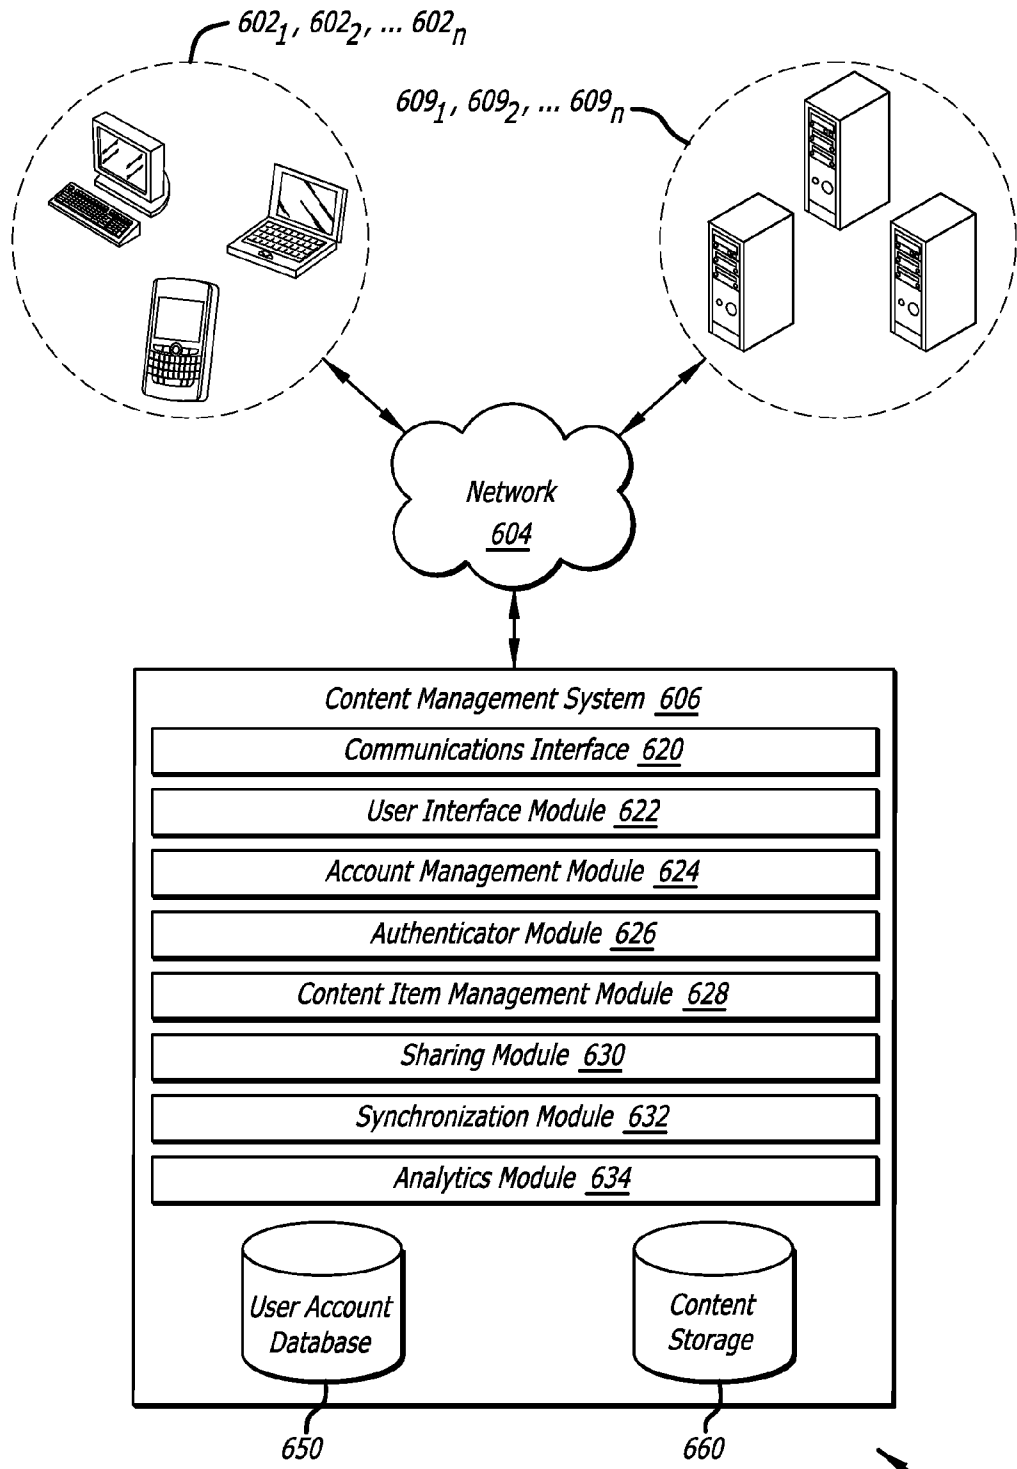 602₁, 602₂, ... 602ₙ
609₁, 609₂, ... 609ₙ
Network
604
Content Management System 606
Communications Interface 620
User Interface Module 622
Account Management Module 624
Authenticator Module 626
Content Item Management Module 628
Sharing Module 630
Synchronization Module 632
Analytics Module 634
User Account
Database
Content
Storage
650
660